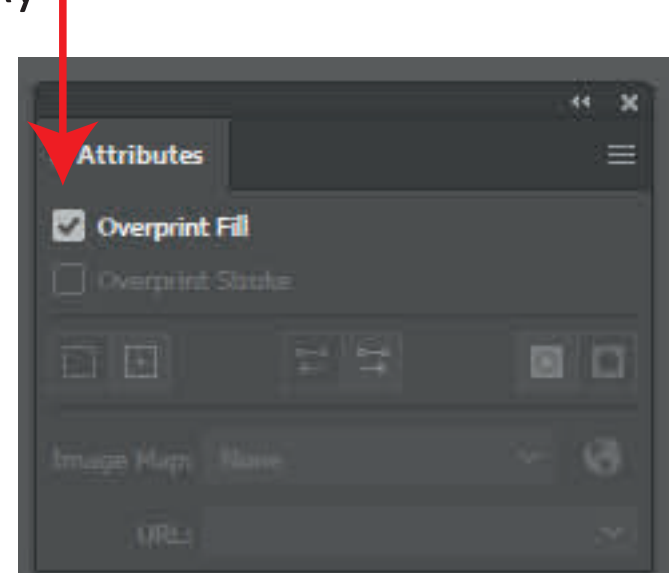 Attributes
Overprint Fill
Overprint Stroke
Image Map: None
URL: